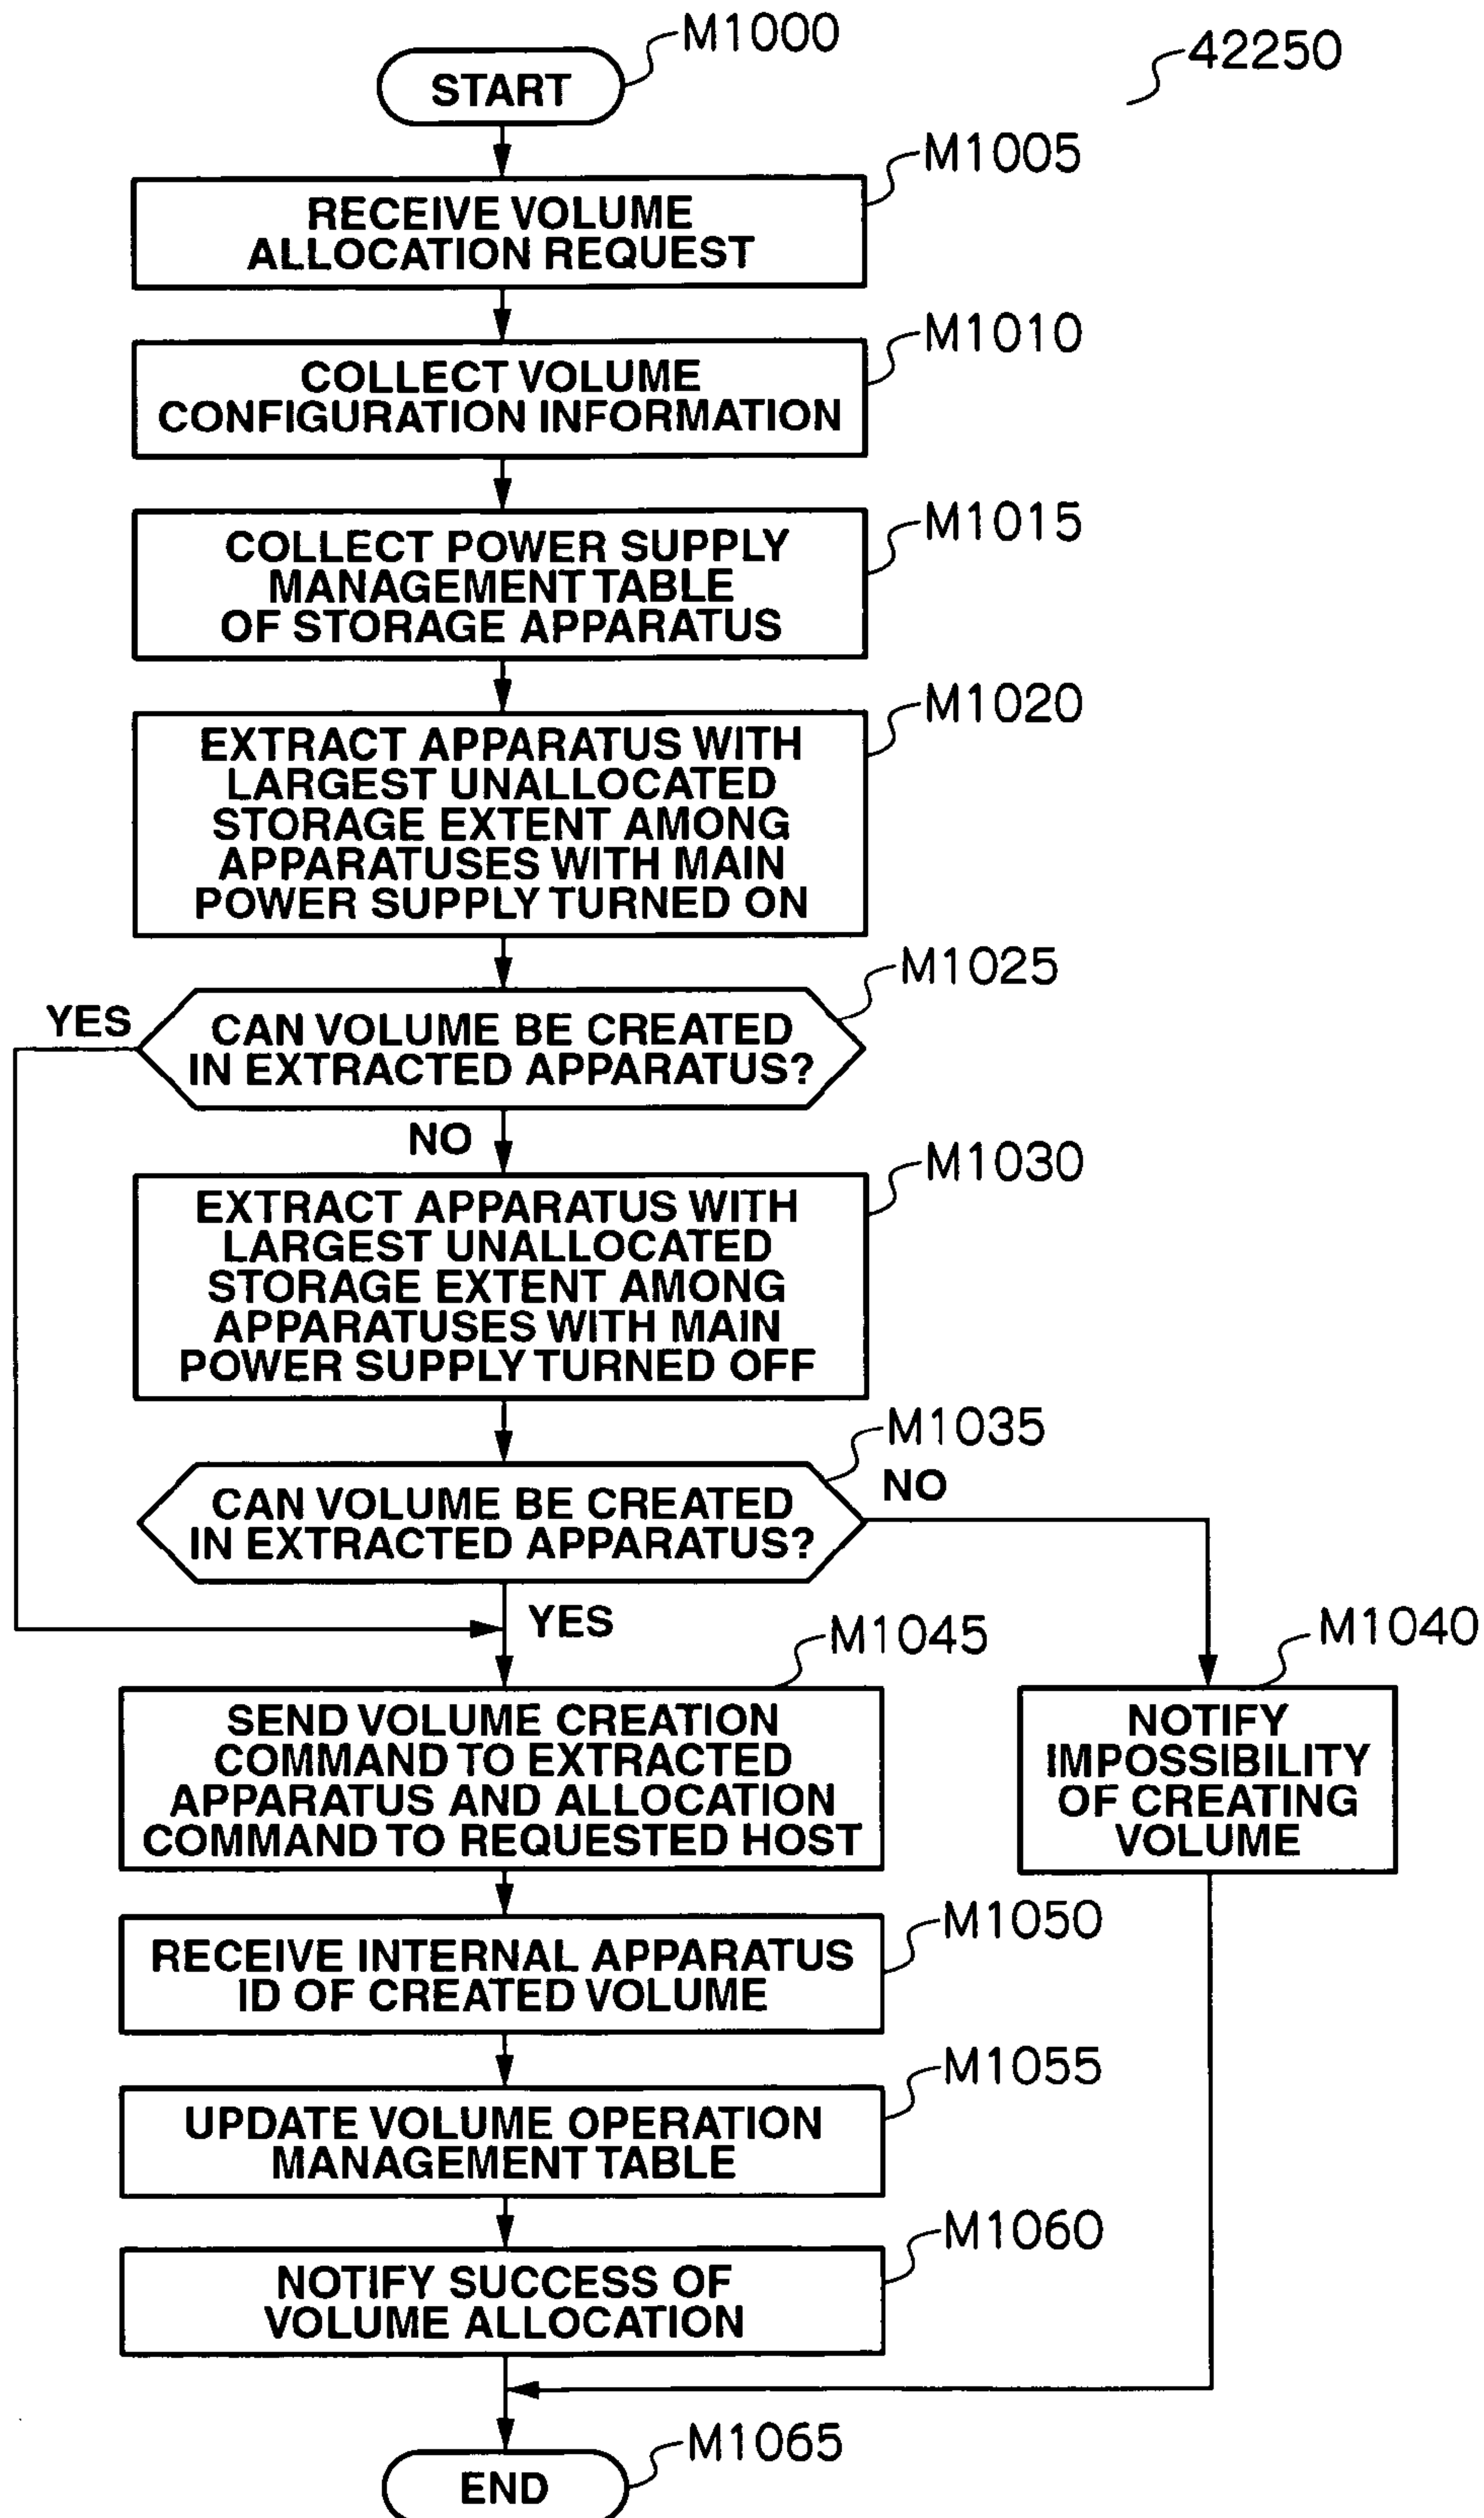 M1000
42250
START
M1005
RECEIVE VOLUME
ALLOCATION REQUEST
M1010
COLLECT VOLUME
CONFIGURATION INFORMATION
M1015
COLLECT POWER SUPPLY
MANAGEMENT TABLE
OF STORAGE APPARATUS
M1020
EXTRACT APPARATUS WITH
LARGEST UNALLOCATED
STORAGE EXTENT AMONG
APPARATUSES WITH MAIN
POWER SUPPLY TURNED ON
M1025
YES
CAN VOLUME BE CREATED
IN EXTRACTED APPARATUS?
NO
M1030
EXTRACT APPARATUS WITH
LARGEST UNALLOCATED
STORAGE EXTENT AMONG
APPARATUSES WITH MAIN
POWER SUPPLY TURNED OFF
M1035
NO
CAN VOLUME BE CREATED
IN EXTRACTED APPARATUS?
YES
M1045
M1040
SEND VOLUME CREATION
COMMAND TO EXTRACTED
APPARATUS AND ALLOCATION
COMMAND TO REQUESTED HOST
NOTIFY
IMPOSSIBILITY
OF CREATING
VOLUME
M1050
RECEIVE INTERNAL APPARATUS
ID OF CREATED VOLUME
M1055
UPDATE VOLUME OPERATION
MANAGEMENT TABLE
M1060
NOTIFY SUCCESS OF
VOLUME ALLOCATION
M1065
END